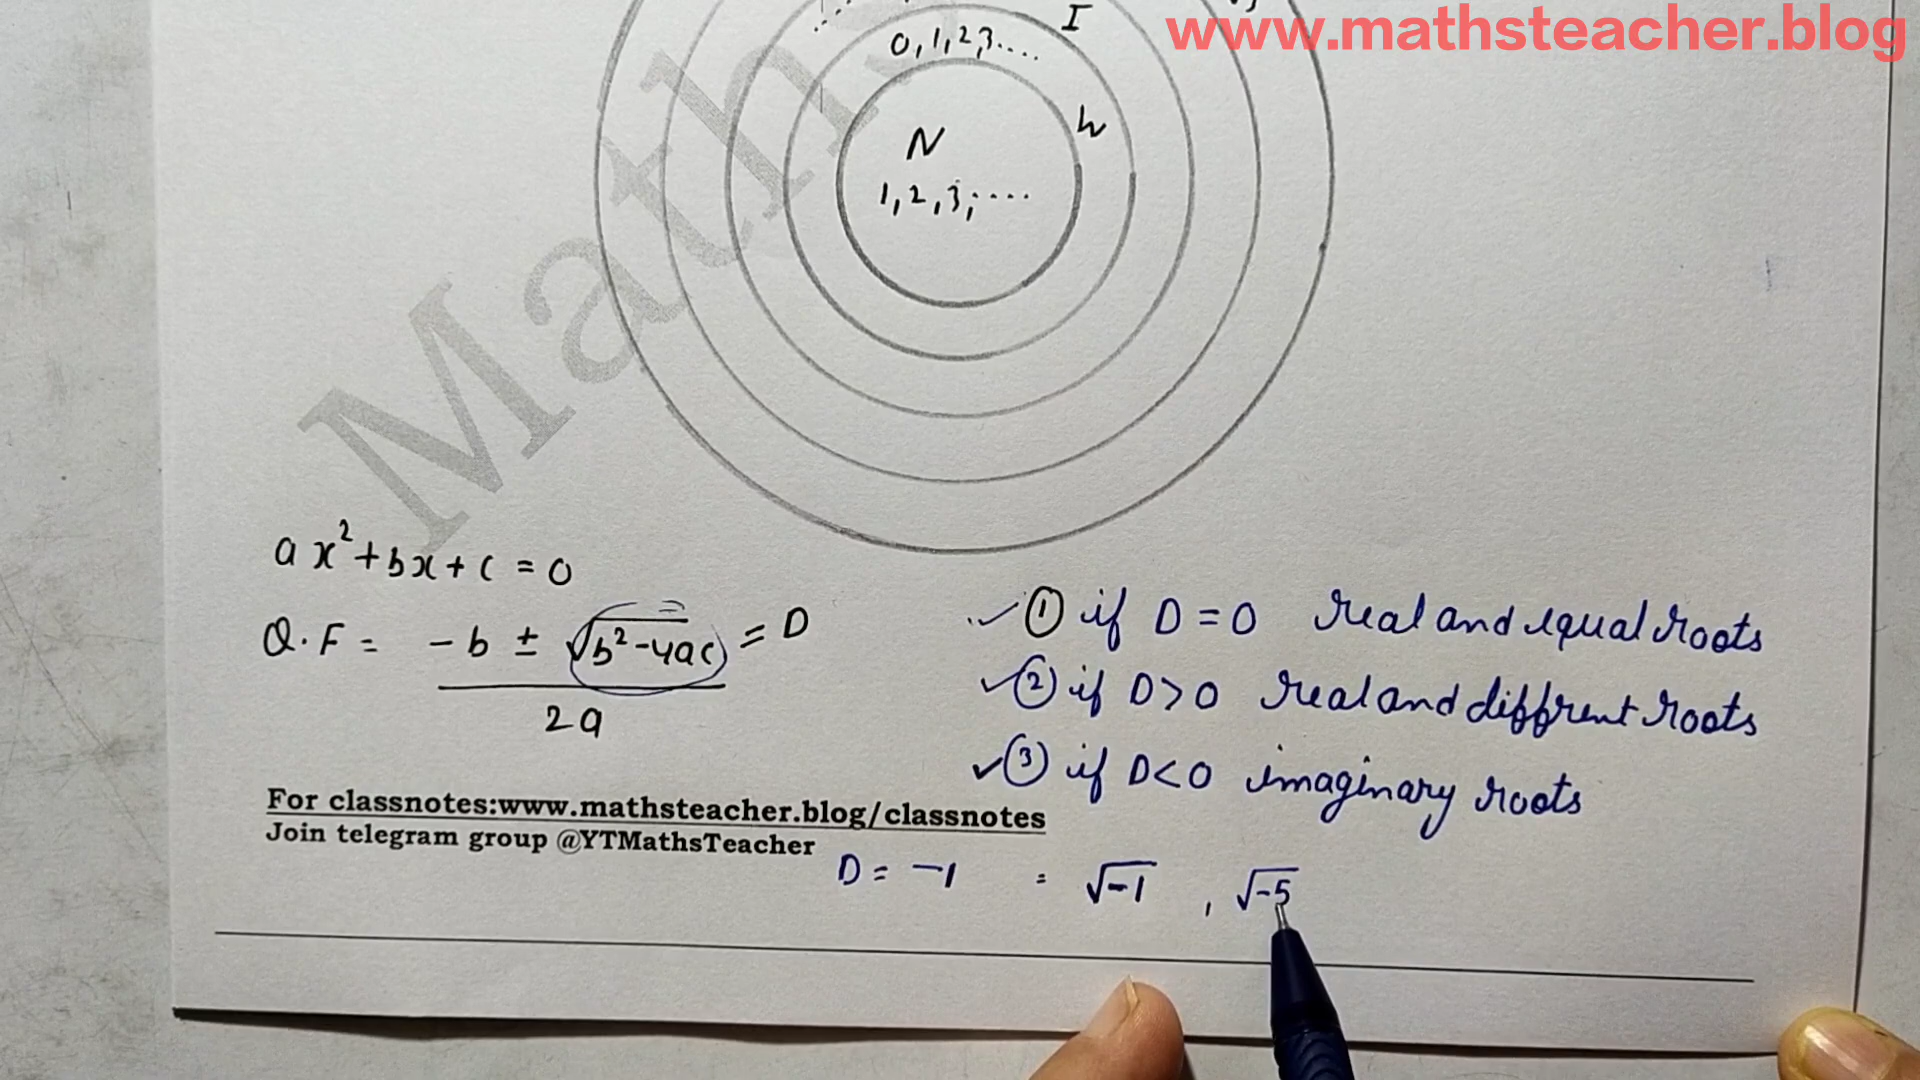 www.mathsteacher.blog
I
0, 1, 2, 3....
W
N
1, 2, 3, ....
Maths
ax² + bx + c = 0
Q.F = -b ± √b²-4ac = D
2a
① if D = 0 real and equal roots
② if D > 0 real and diffrent roots
③ if D < 0 imaginary roots
For classnotes:www.mathsteacher.blog/classnotes
Join telegram group @YTMathsTeacher
D = -1 = √-1 , √-5